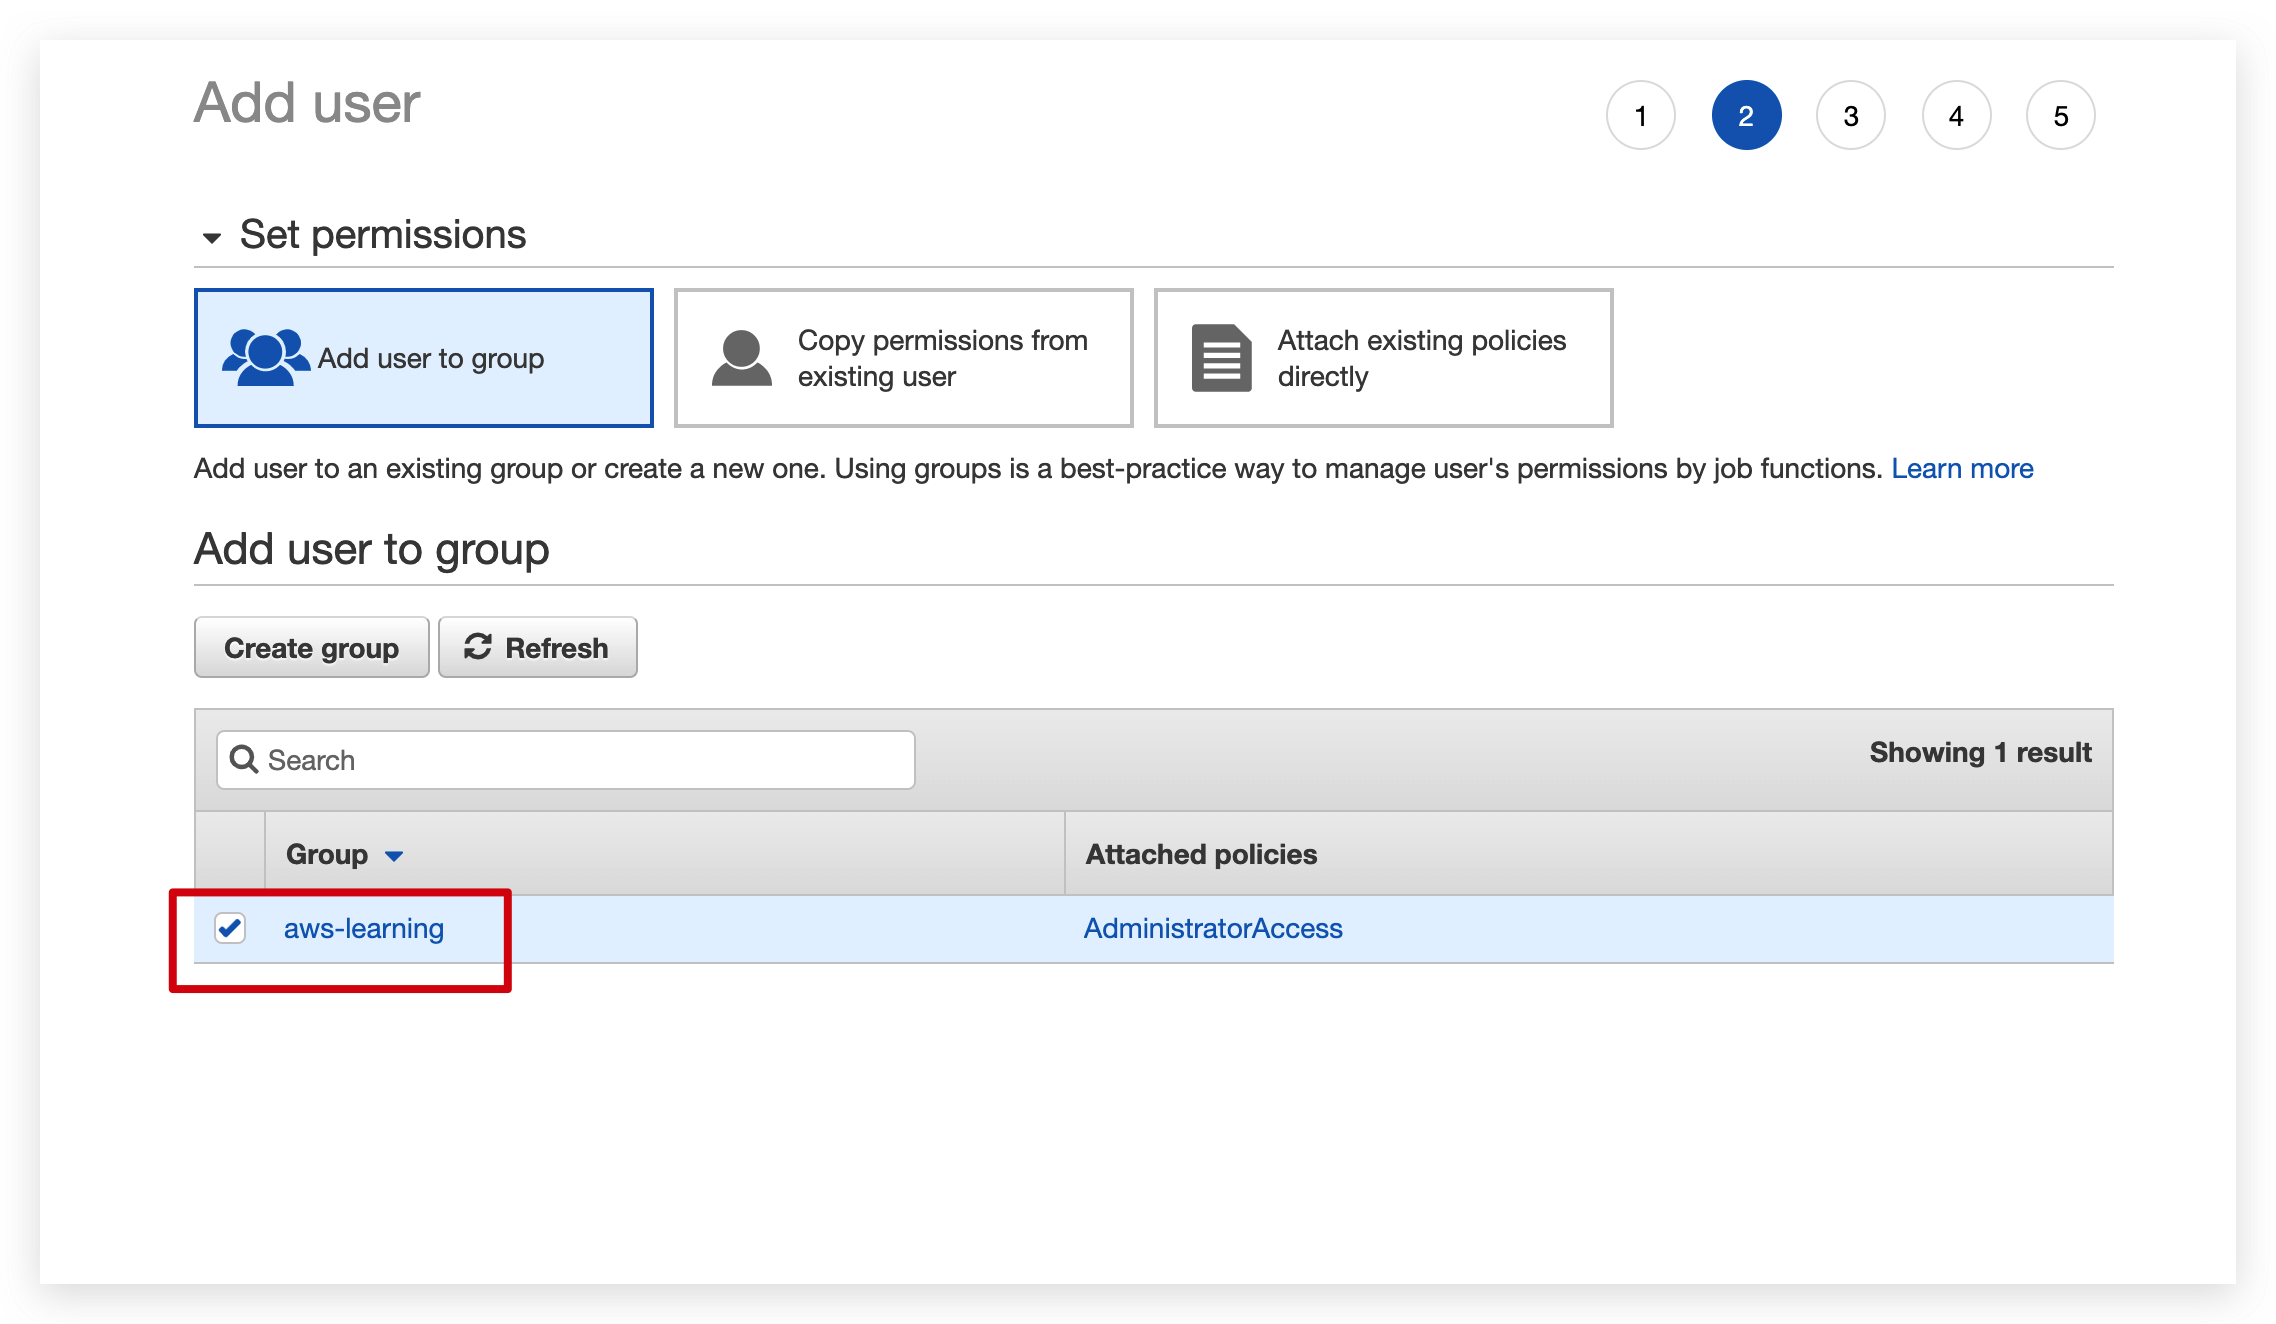 Add user
1 2 3 4 5
Set permissions
Add user to group
Copy permissions from
existing user
Attach existing policies
directly
Add user to an existing group or create a new one. Using groups is a best-practice way to manage user's permissions by job functions. Learn more
Add user to group
Create group Refresh
Search Showing 1 result
Group Attached policies
aws-learning AdministratorAccess